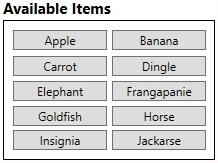 Available Items
Apple Banana
Carrot Dingle
Elephant Frangapanie
Goldfish Horse
Insignia Jackarse